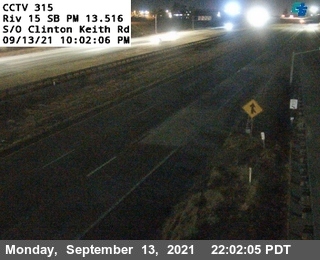 CCTV 315
Riv 15 SB PM 13.516
S/O Clinton Keith Rd
09/13/21 10:02:06 PM
Monday, September 13, 2021 22:02:05 PDT